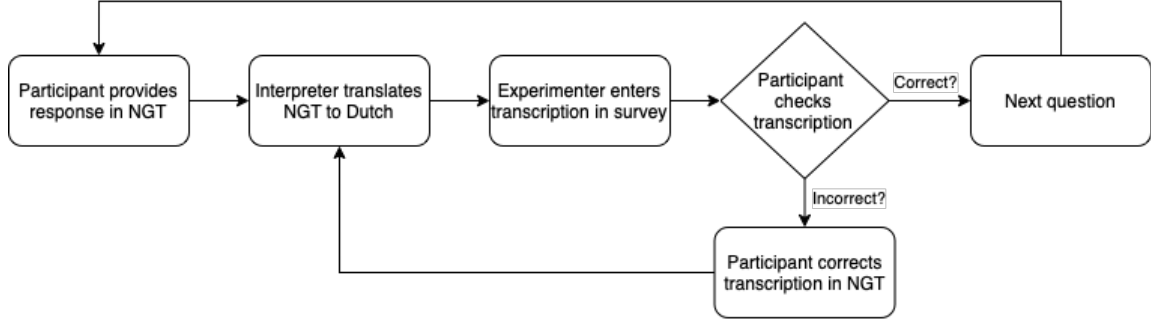 Participant provides
response in NGT
Interpreter translates
NGT to Dutch
Experimenter enters
transcription in survey
Participant
checks
transcription
Correct?
Next question
Incorrect?
Participant corrects
transcription in NGT